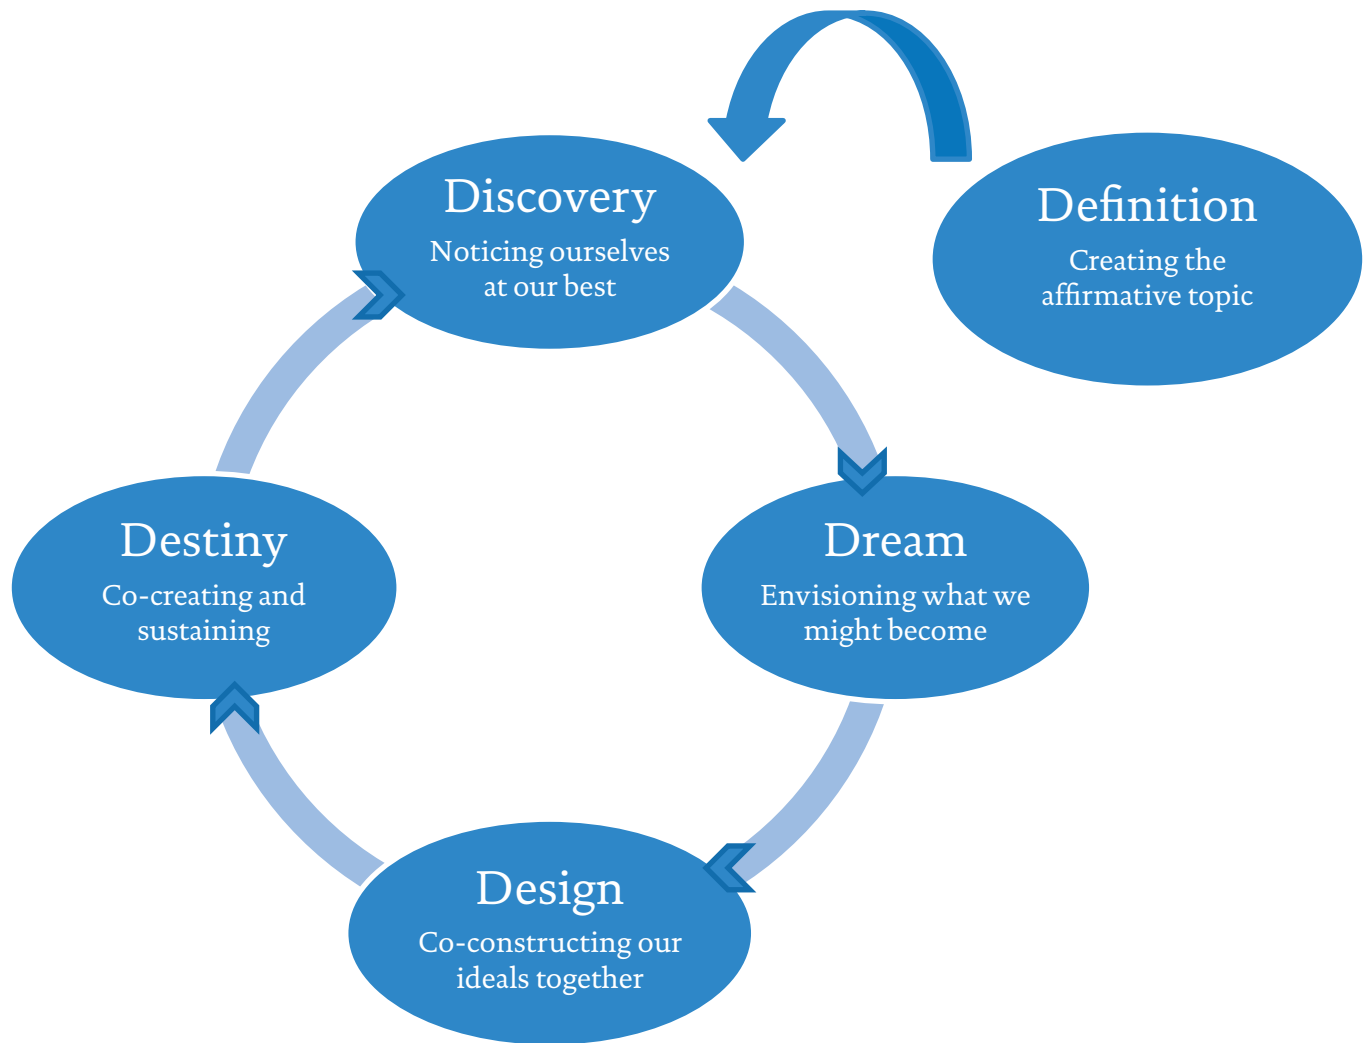 Discovery
Noticing ourselves
at our best
Definition
Creating the
affirmative topic
Destiny
Co-creating and
sustaining
Dream
Envisioning what we
might become
Design
Co-constructing our
ideals together